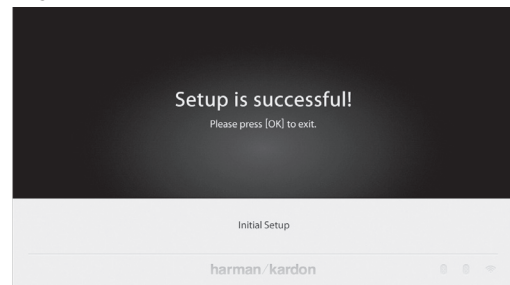 Setup is successful!
Please press [OK] to exit.
Initial Setup
harman/kardon